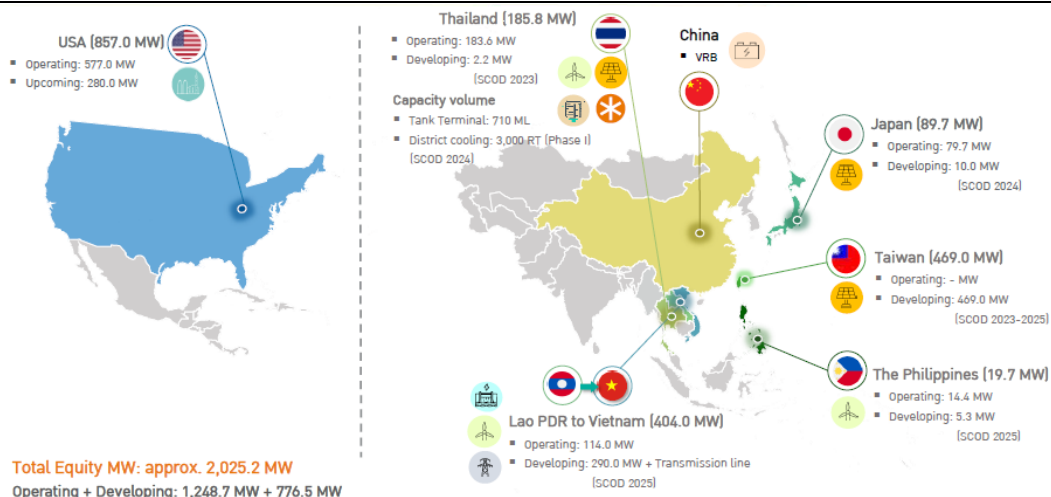 USA (857.0 MW)
▪ Operating: 577.0 MW
▪ Upcoming: 280.0 MW
Thailand (185.8 MW)
▪ Operating: 183.6 MW
▪ Developing: 2.2 MW
(SCOD 2023)
Capacity volume
▪ Tank Terminal: 710 ML
▪ District cooling: 3,000 RT (Phase I)
(SCOD 2024)
China
▪ VRB
Japan (89.7 MW)
▪ Operating: 79.7 MW
▪ Developing: 10.0 MW
(SCOD 2024)
Taiwan (469.0 MW)
▪ Operating: - MW
▪ Developing: 469.0 MW
(SCOD 2023-2025)
The Philippines (19.7 MW)
▪ Operating: 14.4 MW
▪ Developing: 5.3 MW
(SCOD 2025)
Lao PDR to Vietnam (404.0 MW)
▪ Operating: 114.0 MW
▪ Developing: 290.0 MW + Transmission line
(SCOD 2025)
Total Equity MW: approx. 2,025.2 MW
Operating + Developing: 1,248.7 MW + 776.5 MW